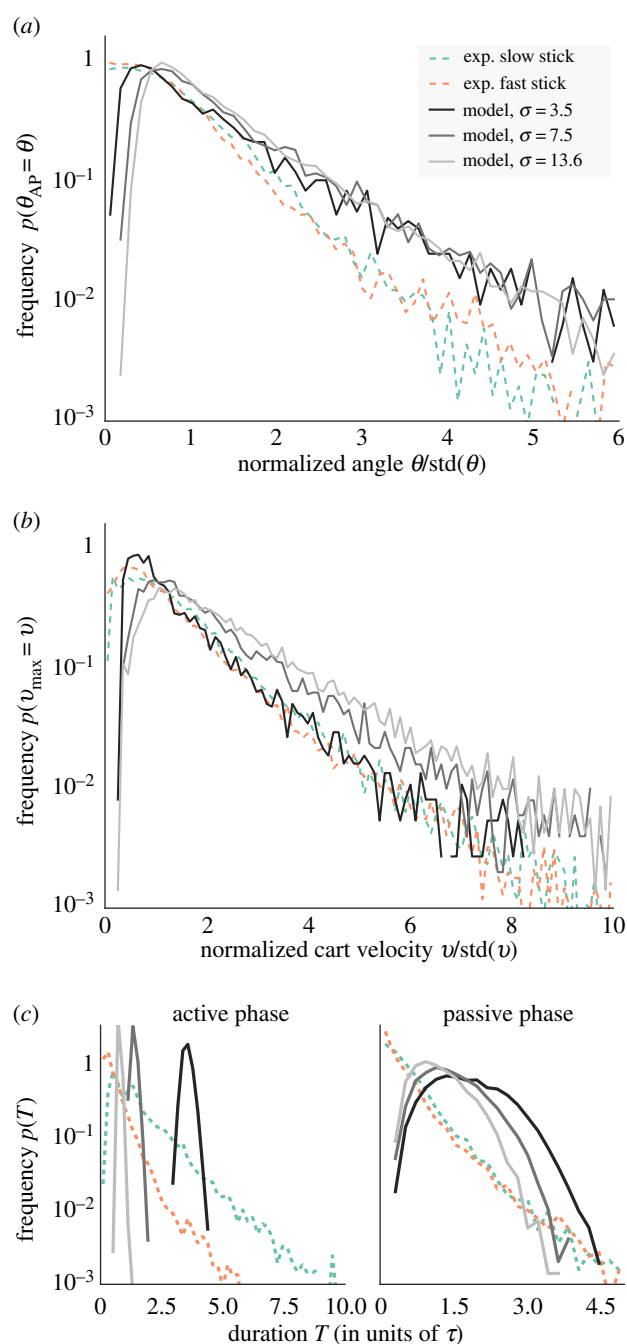 (a)
1
10⁻¹
10⁻²
10⁻³
frequency p(θ_AP = θ)
exp. slow stick
exp. fast stick
model, σ = 3.5
model, σ = 7.5
model, σ = 13.6
0 1 2 3 4 5 6
normalized angle θ/std(θ)
(b)
1
10⁻¹
10⁻²
10⁻³
frequency p(υ_max = υ)
0 2 4 6 8 10
normalized cart velocity υ/std(υ)
(c) active phase passive phase
1
10⁻¹
10⁻²
10⁻³
frequency p(T)
0 2.5 5.0 7.5 10.0 0 1.5 3.0 4.5
duration T (in units of τ)